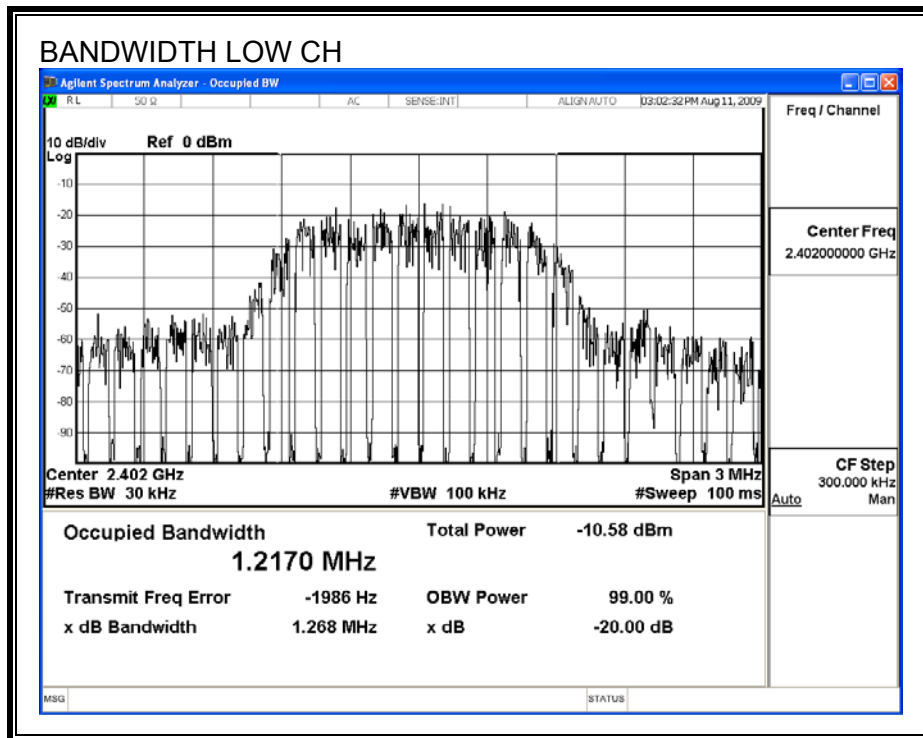 BANDWIDTH LOW CH
Agilent Spectrum Analyzer - Occupied BW
LXI RL 50 Ω AC SENSE:INT ALIGN AUTO 03:02:32 PM Aug 11, 2009
Freq / Channel
10 dB/div Ref 0 dBm
Log
-10
-20
-30
-40
-50
-60
-70
-80
-90
Center Freq
2.402000000 GHz
Center 2.402 GHz Span 3 MHz
#Res BW 30 kHz #VBW 100 kHz #Sweep 100 ms
CF Step
300.000 kHz
Auto Man
Occupied Bandwidth Total Power -10.58 dBm
1.2170 MHz
Transmit Freq Error -1986 Hz OBW Power 99.00 %
x dB Bandwidth 1.268 MHz x dB -20.00 dB
MSG STATUS